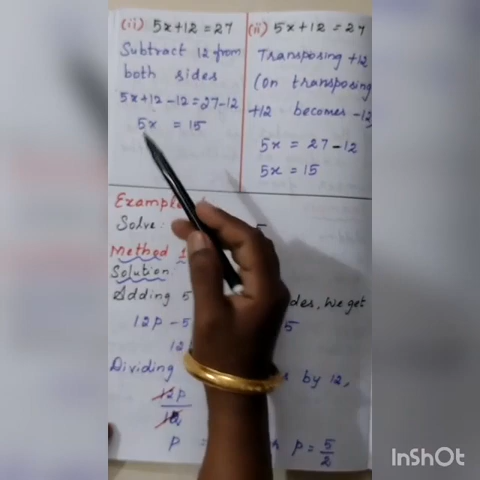 (ii) 5x+12 = 27
Subtract 12 from
both sides
5x+12-12 = 27-12
5x = 15
(ii) 5x+12 = 27
Transposing +12
(On transposing
+12 becomes -12
5x = 27-12
5x = 15
Example
Solve: 5
Method 1
Solution
Adding 5 des, we get
12P - 5 5
12
Dividing s by 12,
12P
12
P = P = 5/2
InShOt